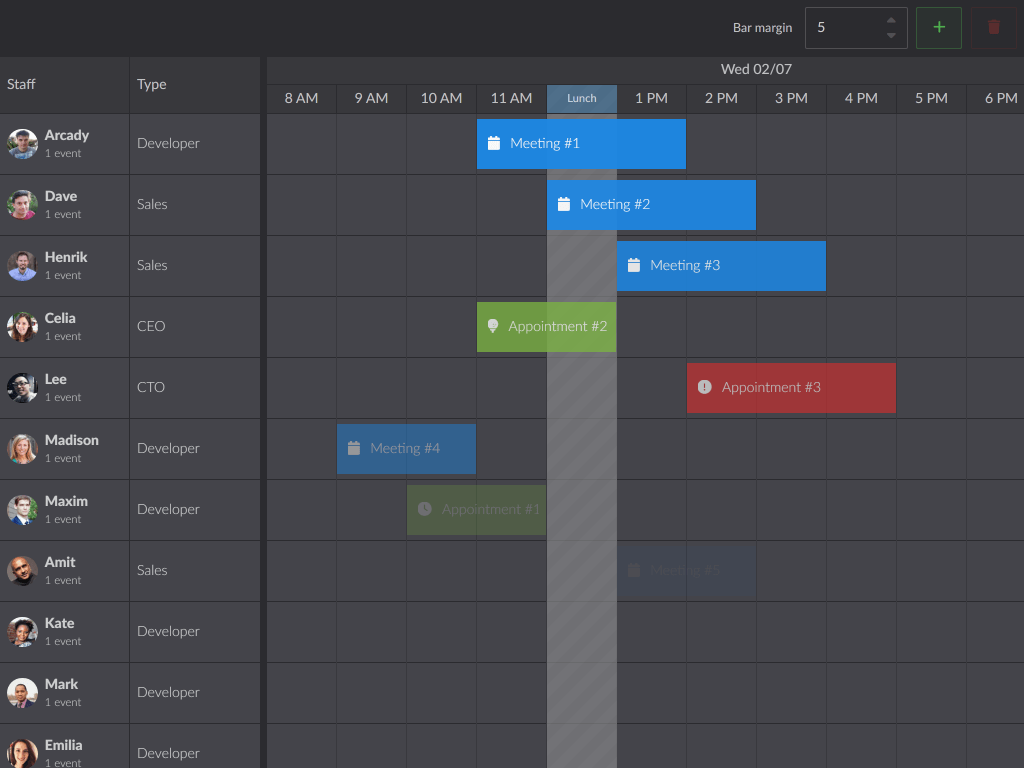 Bar margin
5
Wed 02/07
Staff
Type
8 AM
9 AM
10 AM
11 AM
Lunch
1 PM
2 PM
3 PM
4 PM
5 PM
6 PM
Arcady
1 event
Developer
Meeting #1
Dave
1 event
Sales
Meeting #2
Henrik
1 event
Sales
Meeting #3
Celia
1 event
CEO
Appointment #2
Lee
1 event
CTO
Appointment #3
Madison
1 event
Developer
Meeting #4
Maxim
1 event
Developer
Appointment #1
Amit
1 event
Sales
Meeting #5
Kate
1 event
Developer
Mark
1 event
Developer
Emilia
1 event
Developer